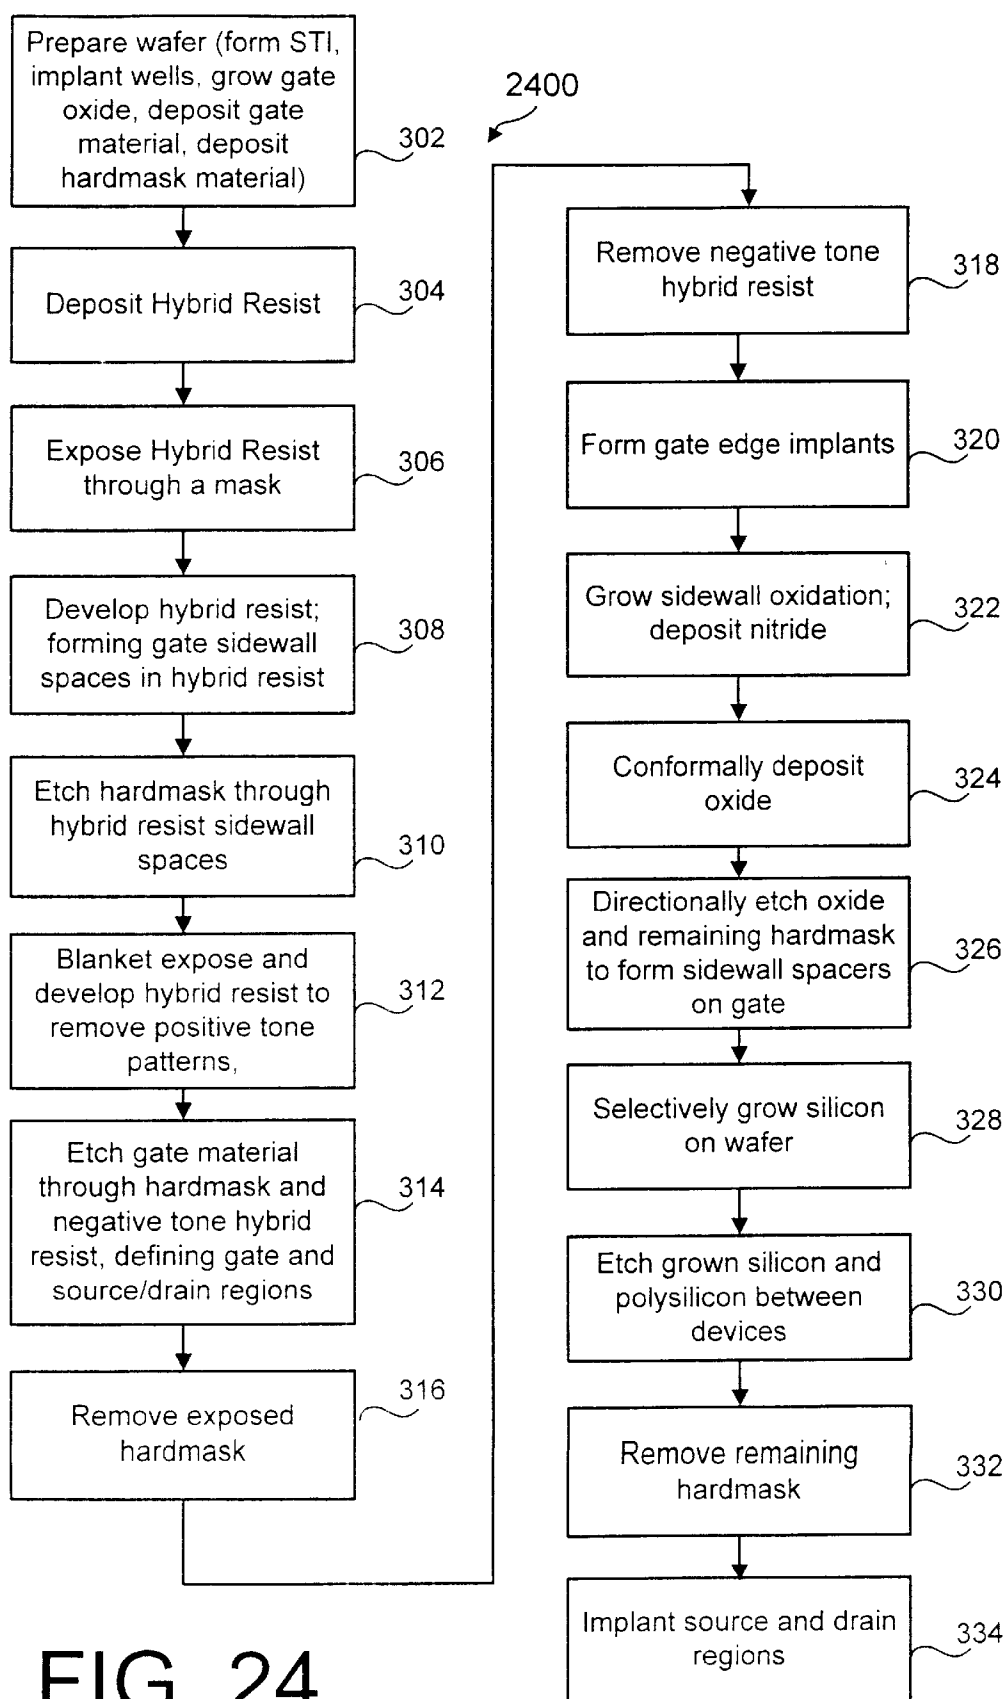 Prepare wafer (form STI,
implant wells, grow gate
oxide, deposit gate
material, deposit
hardmask material)
302
2400
Deposit Hybrid Resist
304
Expose Hybrid Resist
through a mask
306
Develop hybrid resist;
forming gate sidewall
spaces in hybrid resist
308
Etch hardmask through
hybrid resist sidewall
spaces
310
Blanket expose and
develop hybrid resist to
remove positive tone
patterns,
312
Etch gate material
through hardmask and
negative tone hybrid
resist, defining gate and
source/drain regions
314
Remove exposed
hardmask
316
Remove negative tone
hybrid resist
318
Form gate edge implants
320
Grow sidewall oxidation;
deposit nitride
322
Conformally deposit
oxide
324
Directionally etch oxide
and remaining hardmask
to form sidewall spacers
on gate
326
Selectively grow silicon
on wafer
328
Etch grown silicon and
polysilicon between
devices
330
Remove remaining
hardmask
332
Implant source and drain
regions
334
FIG. 24